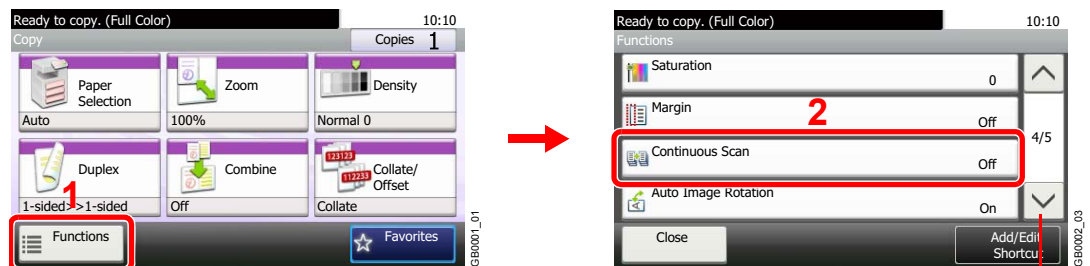 Ready to copy. (Full Color)
10:10
Copy
Copies 1
Paper
Selection
Auto
Zoom
100%
Density
Normal 0
Duplex
1-sided>>1-sided
Combine
Off
123123
112233
Collate/
Offset
Collate
1
Functions
Favorites
GB0001_01
Ready to copy. (Full Color)
10:10
Functions
Saturation
0
Margin
Off
2
Continuous Scan
Off
4/5
Auto Image Rotation
On
Close
Add/Edit
Shortcut
GB0002_03